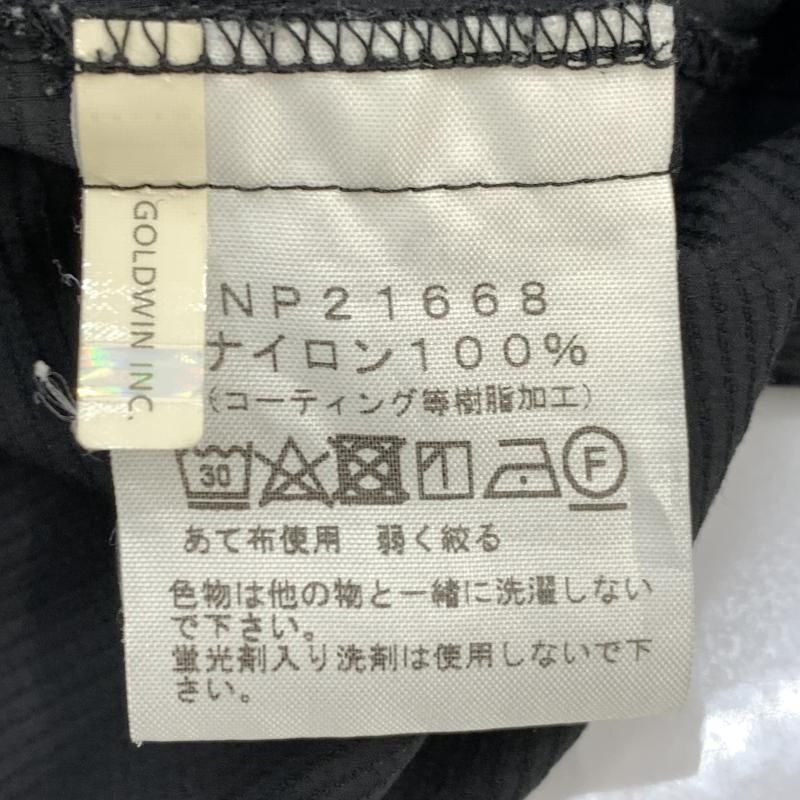 GOLDWIN INC.
NP21668
ナイロン100%
(コーティング等樹脂加工)
30 F
あて布使用 弱く絞る
色物は他の物と一緒に洗濯しない
で下さい。
蛍光剤入り洗剤は使用しないで下
さい。